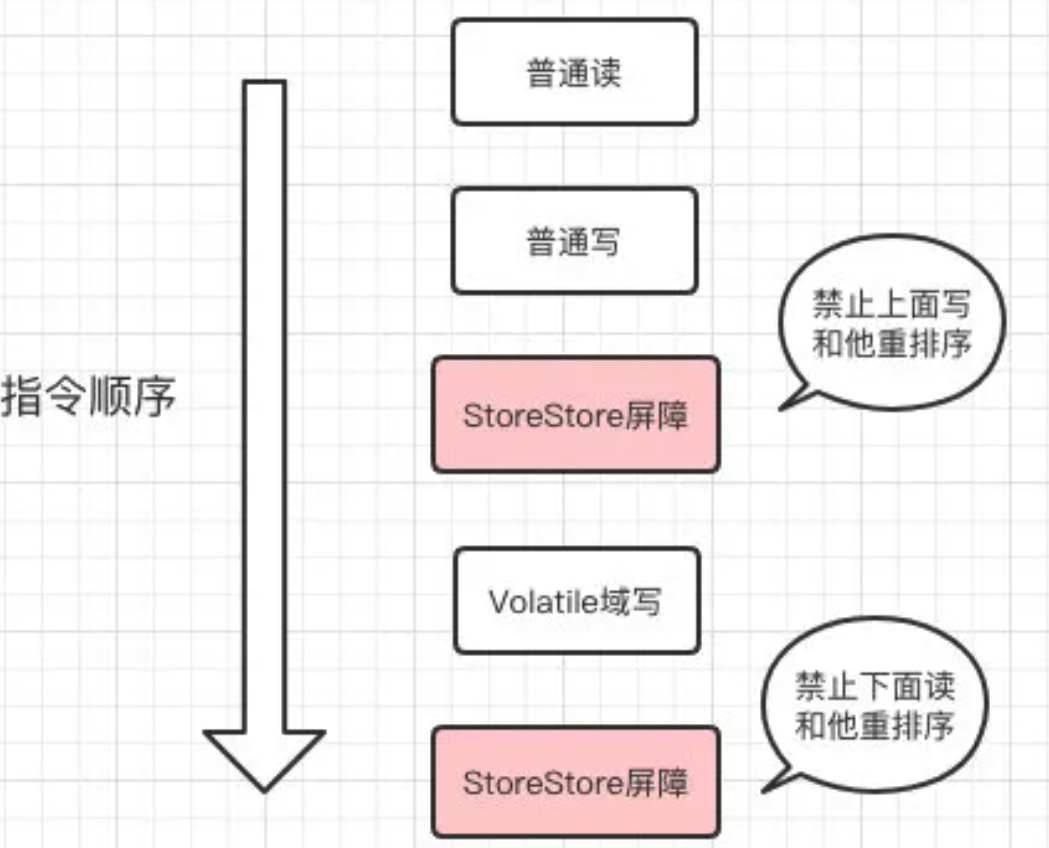 普通读
普通写
禁止上面写
和他重排序
指令顺序
StoreStore屏障
Volatile域写
禁止下面读
和他重排序
StoreStore屏障